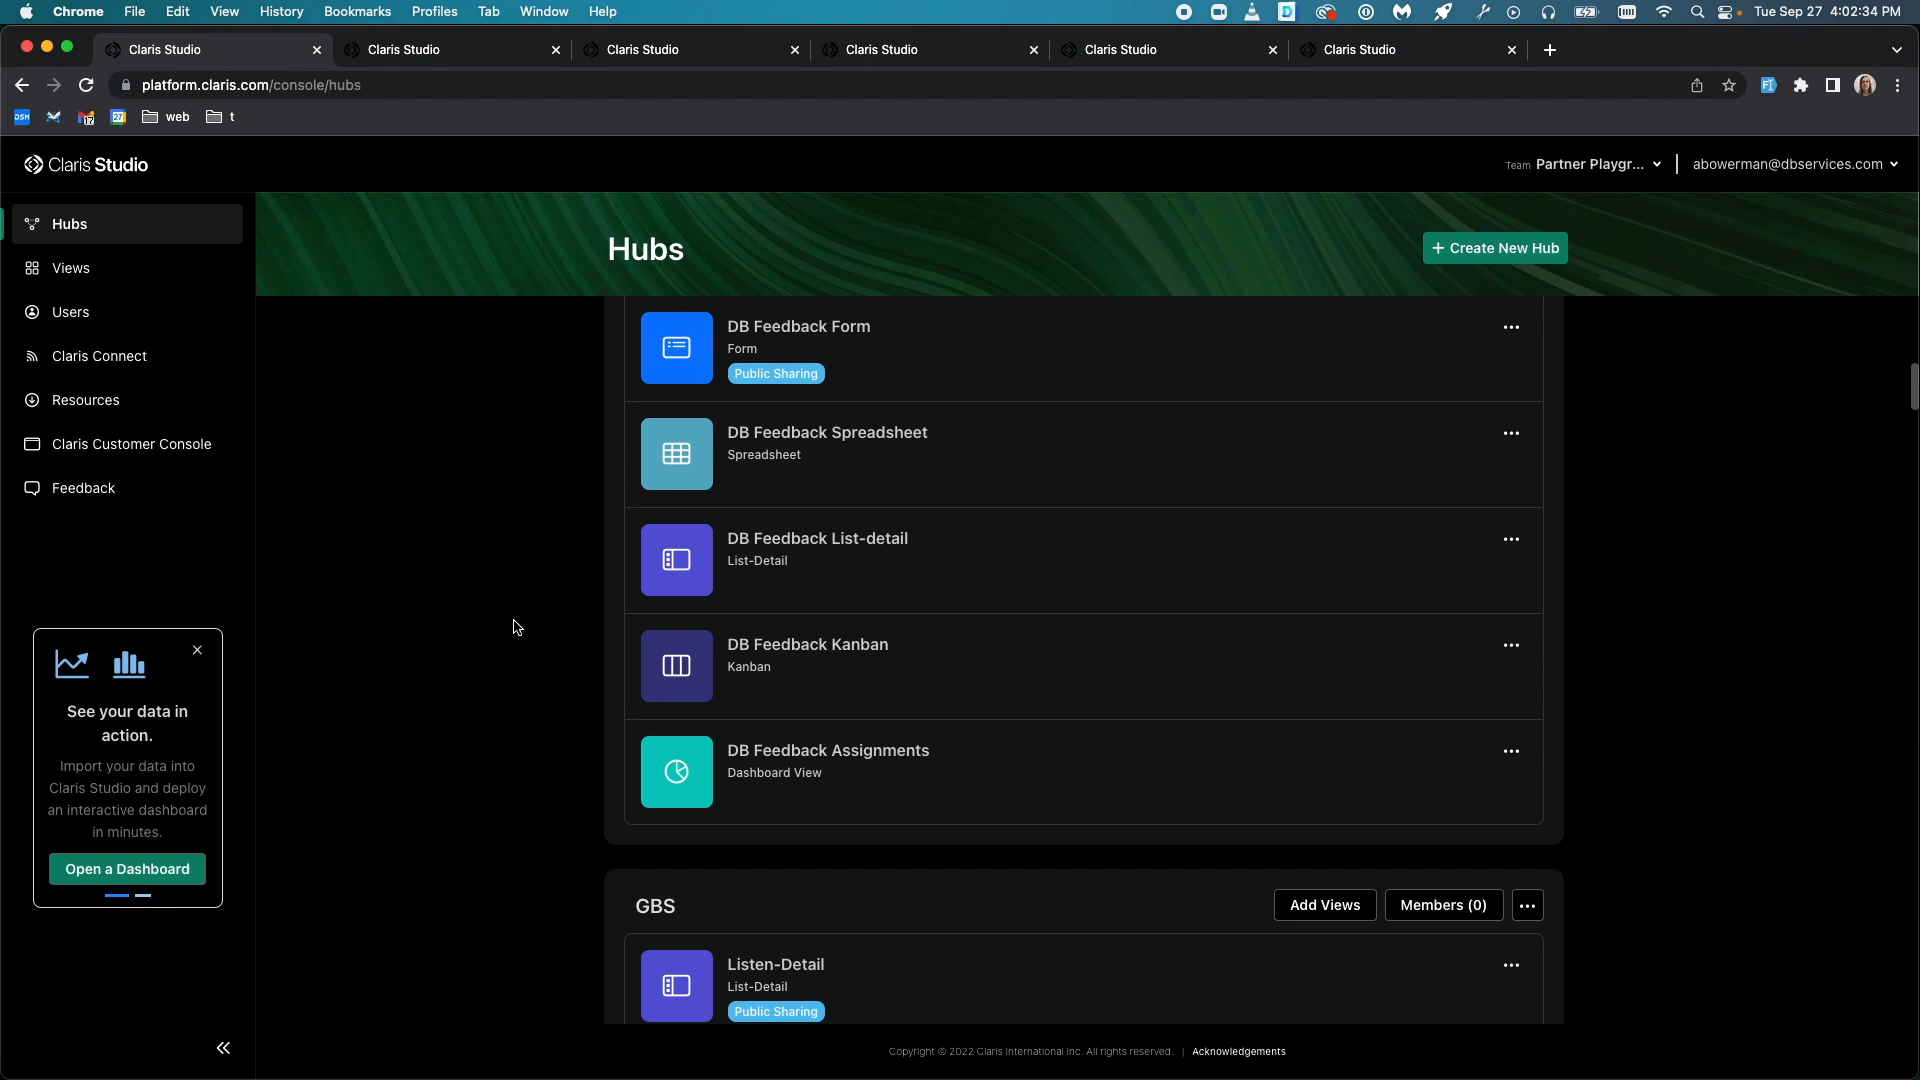 Chrome File Edit View History Bookmarks Profiles Tab Window Help
Tue Sep 27 4:02:34 PM
Claris Studio
Claris Studio
Claris Studio
Claris Studio
Claris Studio
Claris Studio
platform.claris.com/console/hubs
web
t
Claris Studio
Team Partner Playgr...
abowerman@dbservices.com
Hubs
Views
Users
Claris Connect
Resources
Claris Customer Console
Feedback
See your data in
action.
Import your data into
Claris Studio and deploy
an interactive dashboard
in minutes.
Open a Dashboard
Hubs
+ Create New Hub
DB Feedback Form
Form
Public Sharing
DB Feedback Spreadsheet
Spreadsheet
DB Feedback List-detail
List-Detail
DB Feedback Kanban
Kanban
DB Feedback Assignments
Dashboard View
GBS
Add Views
Members (0)
Listen-Detail
List-Detail
Public Sharing
Copyright © 2022 Claris International Inc. All rights reserved. | Acknowledgements